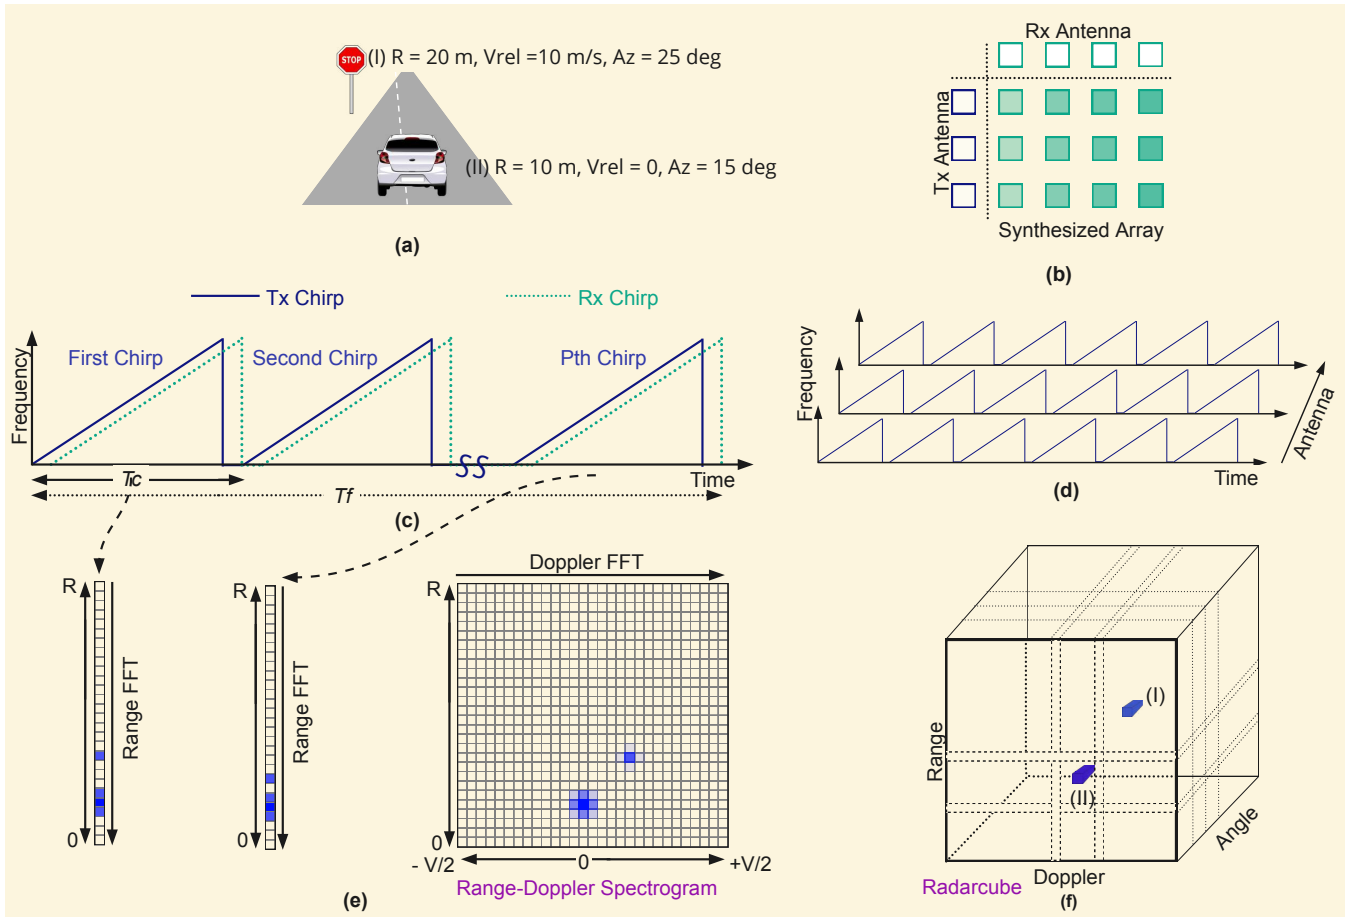 STOP
(I) R = 20 m, Vrel =10 m/s, Az = 25 deg
(II) R = 10 m, Vrel = 0, Az = 15 deg
(a)
Rx Antenna
Tx Antenna
Synthesized Array
(b)
Tx Chirp
Rx Chirp
Frequency
First Chirp
Second Chirp
Pth Chirp
Tic
Time
Tf
(c)
Frequency
Antenna
Time
(d)
R
Range FFT
0
R
Range FFT
0
Doppler FFT
R
0
- V/2
0
+V/2
Range-Doppler Spectrogram
(e)
(I)
(II)
Range
Angle
Doppler
Radarcube
(f)